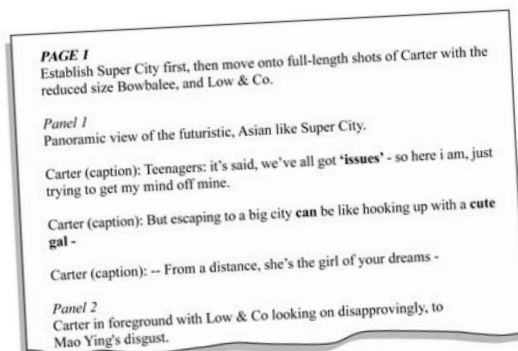 PAGE 1
Establish Super City first, then move onto full-length shots of Carter with the
reduced size Bowbalee, and Low & Co.
Panel 1
Panoramic view of the futuristic, Asian like Super City.
Carter (caption): Teenagers: it's said, we've all got 'issues' - so here i am, just
trying to get my mind off mine.
Carter (caption): But escaping to a big city can be like hooking up with a cute
gal -
Carter (caption): -- From a distance, she's the girl of your dreams -
Panel 2
Carter in foreground with Low & Co looking on disapprovingly, to
Mao Ying's disgust.